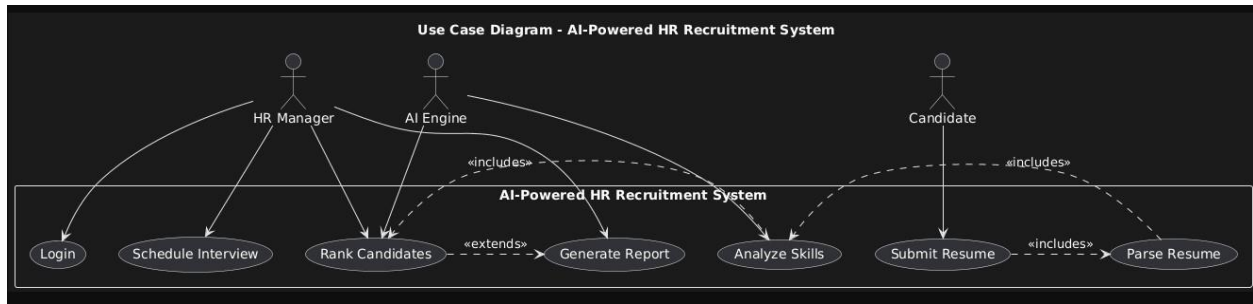 Use Case Diagram - AI-Powered HR Recruitment System
HR Manager
AI Engine
Candidate
«includes»
«includes»
AI-Powered HR Recruitment System
Login
Schedule Interview
Rank Candidates
«extends»
Generate Report
Analyze Skills
Submit Resume
«includes»
Parse Resume